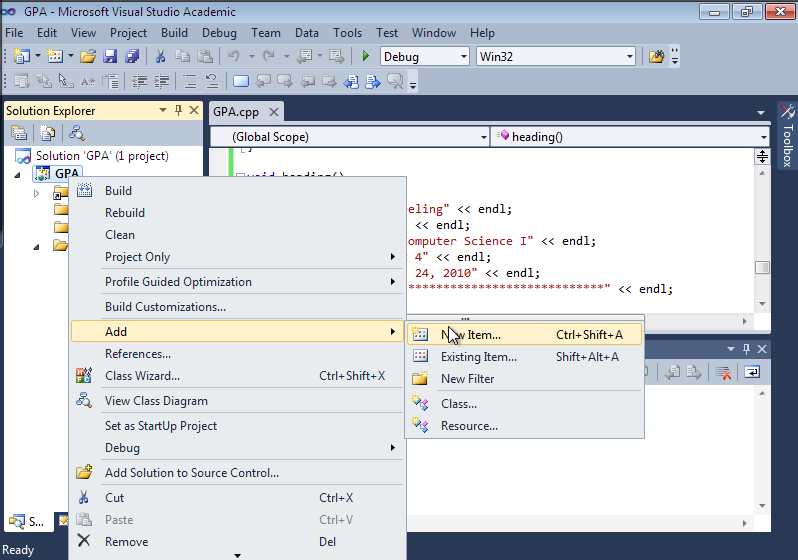 GPA - Microsoft Visual Studio Academic
File Edit View Project Build Debug Team Data Tools Test Window Help
Debug Win32
Solution Explorer
GPA.cpp
(Global Scope) heading()
Toolbox
Solution 'GPA' (1 project)
GPA
void heading()
eling" << endl;
<< endl;
omputer Science I" << endl;
4" << endl;
24, 2010" << endl;
" << endl;
Build
Rebuild
Clean
Project Only
Profile Guided Optimization
Build Customizations...
Add
References...
Class Wizard... Ctrl+Shift+X
View Class Diagram
Set as StartUp Project
Debug
Add Solution to Source Control...
Cut Ctrl+X
Paste Ctrl+V
Remove Del
New Item... Ctrl+Shift+A
Existing Item... Shift+Alt+A
New Filter
Class...
Resource...
S...
Ready